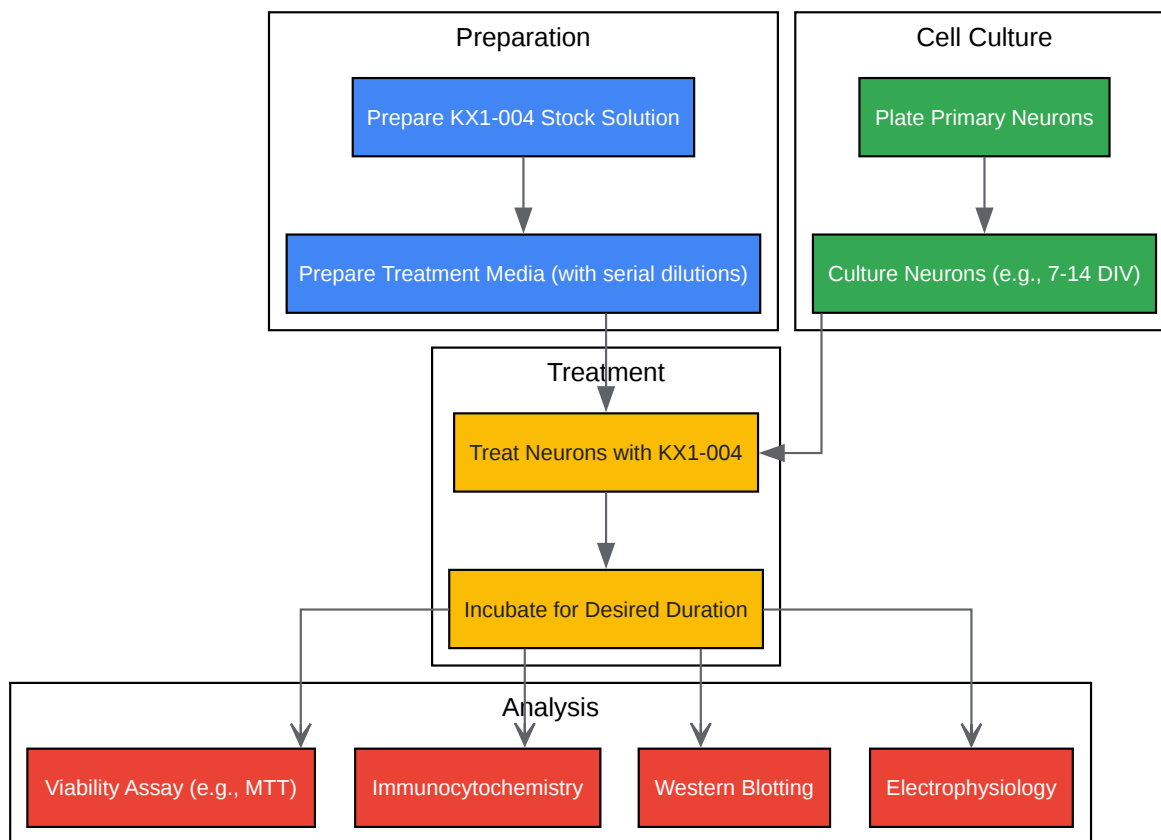 Preparation
Prepare KX1-004 Stock Solution
Prepare Treatment Media (with serial dilutions)
Cell Culture
Plate Primary Neurons
Culture Neurons (e.g., 7-14 DIV)
Treatment
Treat Neurons with KX1-004
Incubate for Desired Duration
Analysis
Viability Assay (e.g., MTT)
Immunocytochemistry
Western Blotting
Electrophysiology